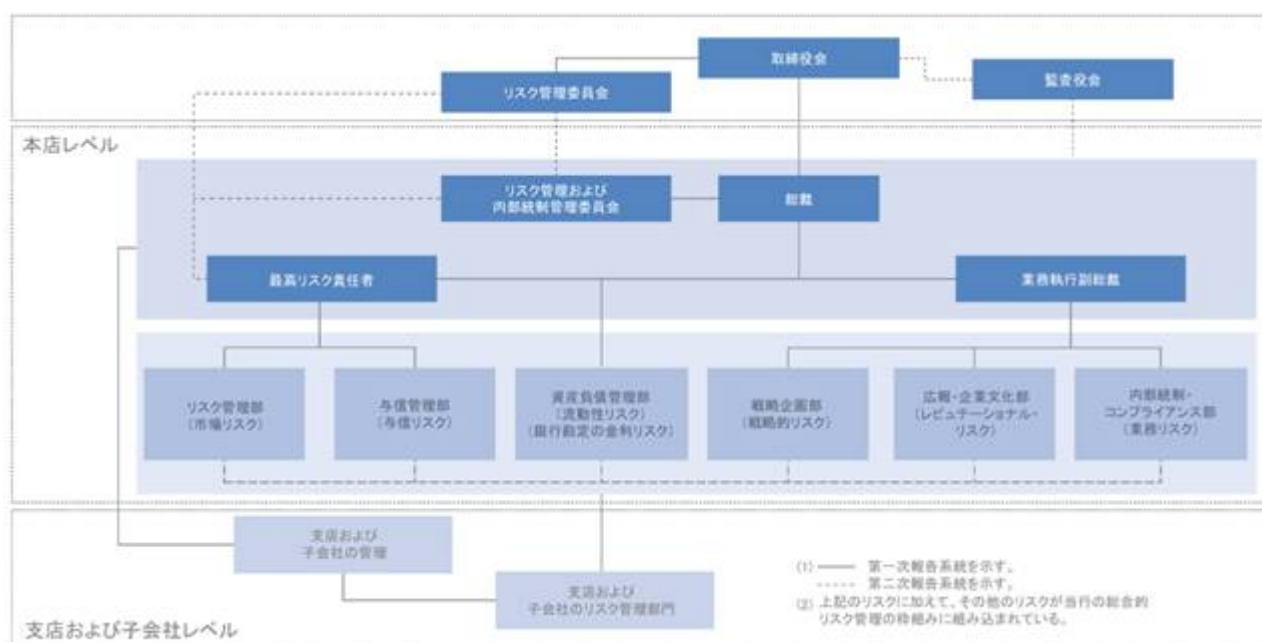 取締役会
監査役会
リスク管理委員会
本店レベル
リスク管理および
内部統制管理委員会
総裁
最高リスク責任者
業務執行副総裁
リスク管理部
(市場リスク)
与信管理部
(与信リスク)
資産負債管理部
(流動性リスク)
(銀行勘定の金利リスク)
戦略企画部
(戦略的リスク)
広報・企業文化部
(レピュテーショナル・
リスク)
内部統制・
コンプライアンス部
(業務リスク)
支店および
子会社の管理
支店および
子会社のリスク管理部門
(1) 第一次報告系統を示す。
第二次報告系統を示す。
(2) 上記のリスクに加えて、その他のリスクが当行の総合的
リスク管理の枠組みに組み込まれている。
支店および子会社レベル